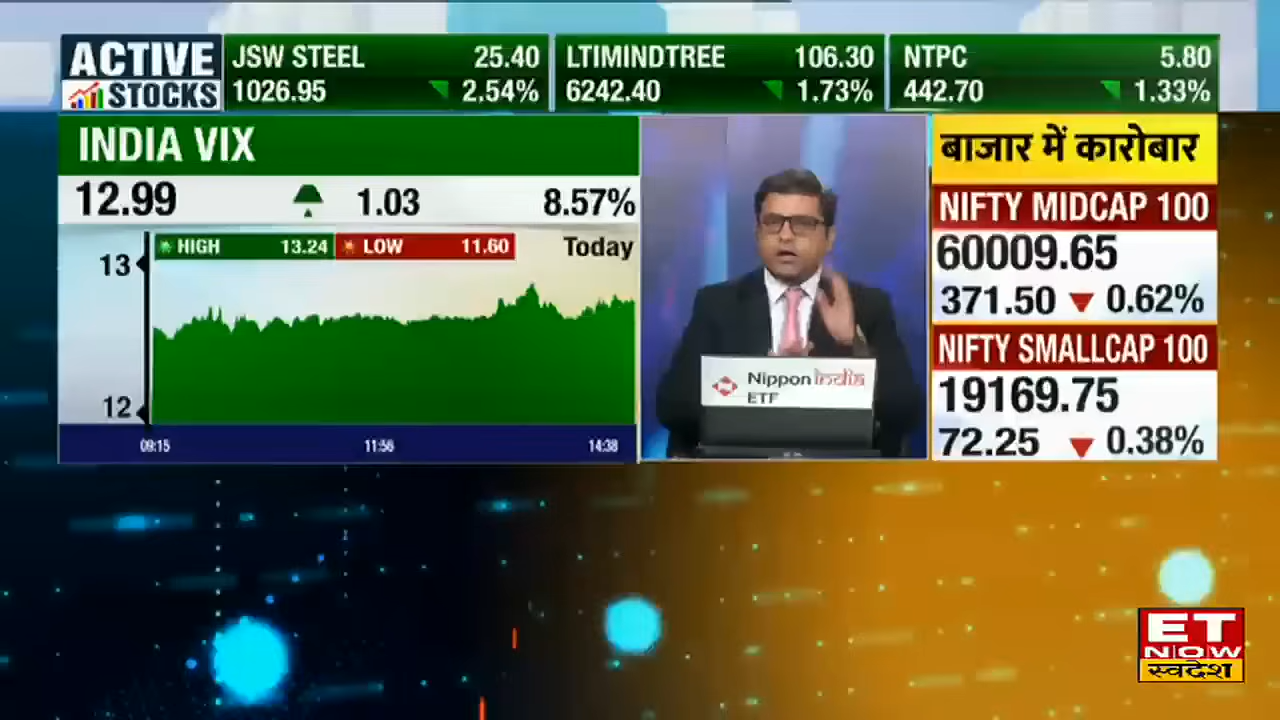 ACTIVE STOCKS
JSW STEEL 25.40
1026.95 2.54%
LTIMINDTREE 106.30
6242.40 1.73%
NTPC 5.80
442.70 1.33%
INDIA VIX
12.99 1.03 8.57%
HIGH 13.24 LOW 11.60 Today
13
12
09:15 11:56 14:38
Nippon India
ETF
बाजार में कारोबार
NIFTY MIDCAP 100
60009.65
371.50 0.62%
NIFTY SMALLCAP 100
19169.75
72.25 0.38%
ET
NOW
स्वदेश